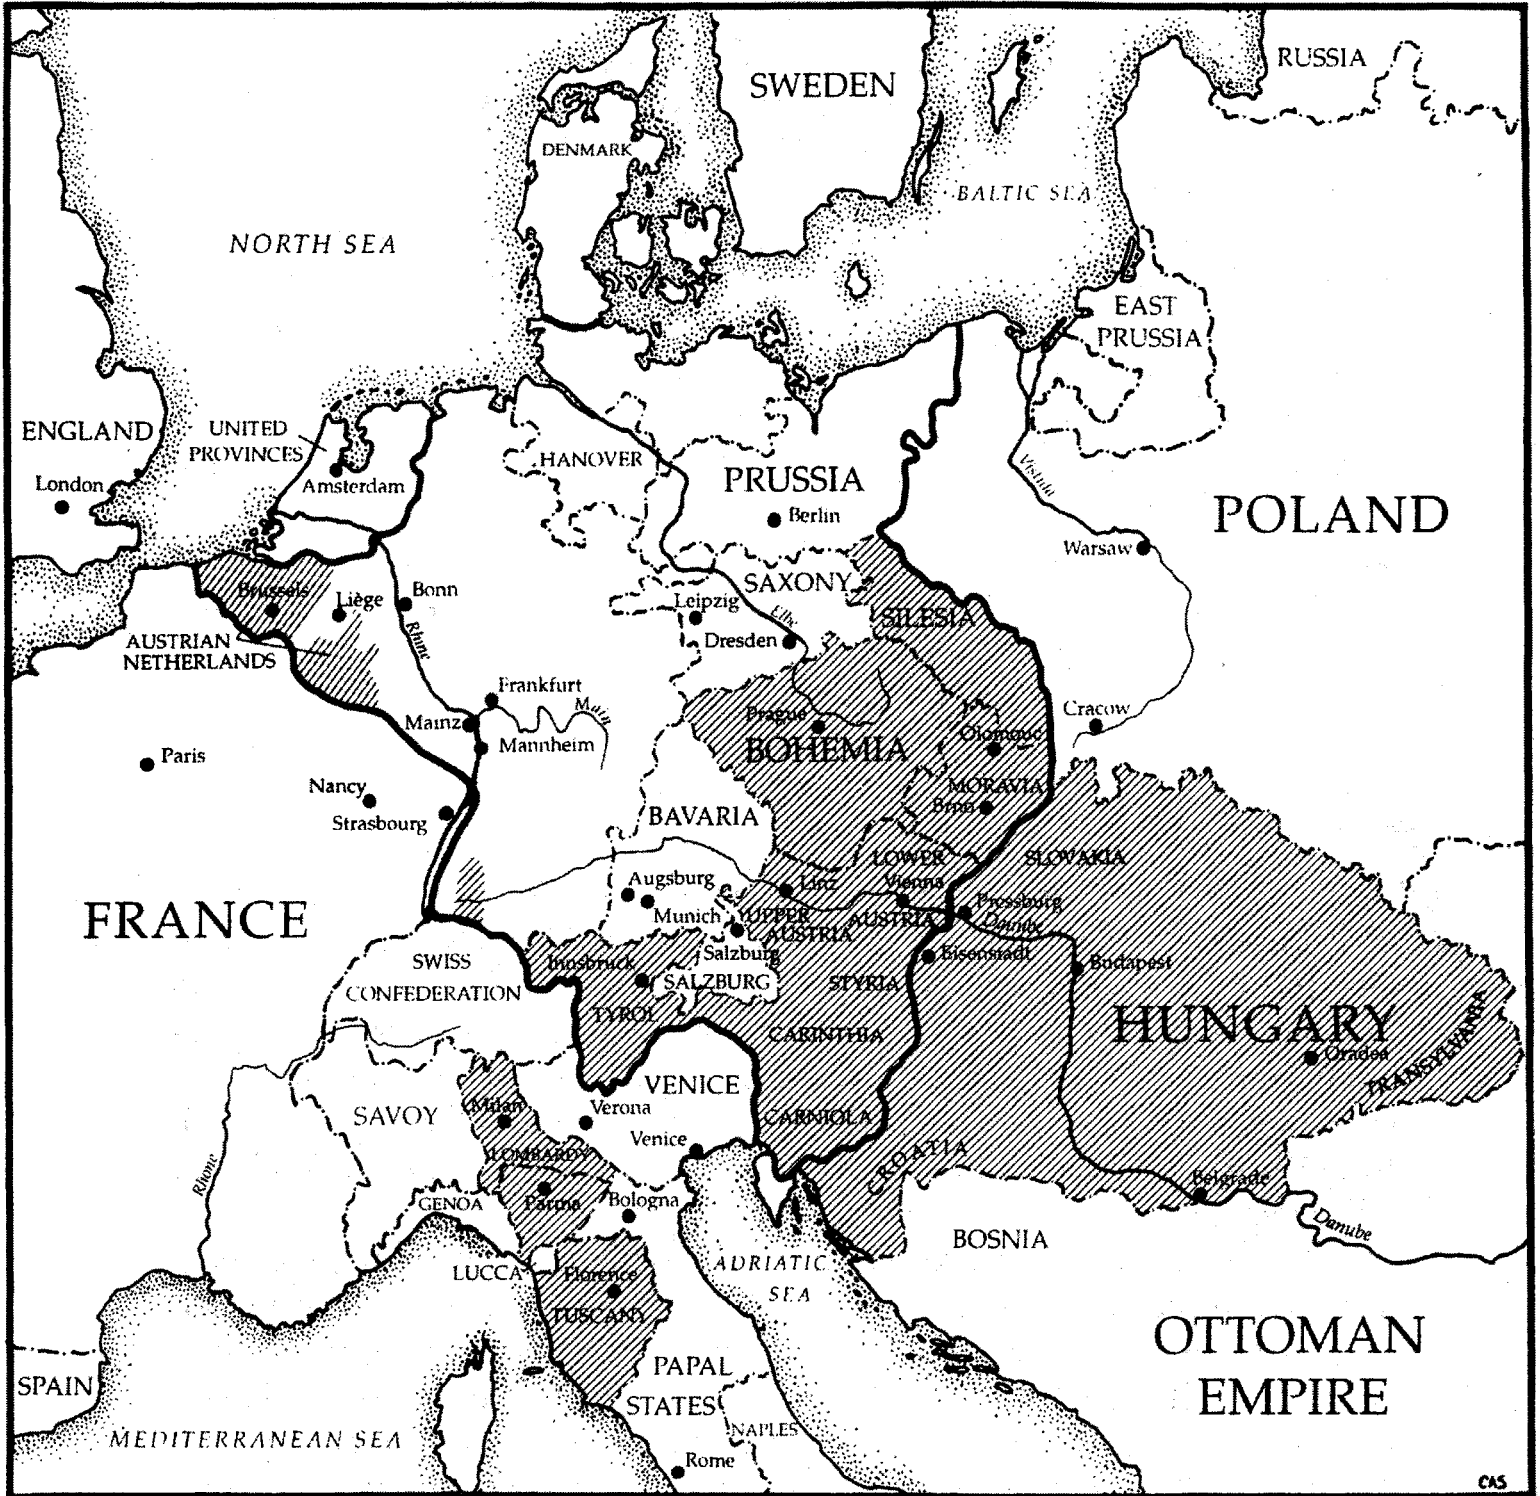 RUSSIA
SWEDEN
DENMARK
BALTIC SEA
NORTH SEA
EAST
PRUSSIA
ENGLAND
UNITED
PROVINCES
HANOVER
London
Amsterdam
PRUSSIA
Vistula
Berlin
POLAND
Warsaw
SAXONY
Brussels
Liège
Bonn
Leipzig
Elbe
SILESIA
AUSTRIAN
NETHERLANDS
Rhine
Dresden
Frankfurt
Main
Mainz
Mannheim
Prague
BOHEMIA
Olomouc
Cracow
Paris
Nancy
Strasbourg
MORAVIA
Brno
BAVARIA
LOWER
SLOVAKIA
Augsburg
Linz
Vienna
Pressburg
FRANCE
Munich
UPPER
AUSTRIA
AUSTRIA
Danube
SWISS
CONFEDERATION
Innsbruck
Salzburg
SALZBURG
Eisenstadt
Budapest
STYRIA
TYROL
HUNGARY
CARINTHIA
Oradea
TRANSYLVANIA
VENICE
SAVOY
Milan
Verona
CARNIOLA
Venice
LOMBARDY
CROATIA
Rhone
GENOA
Parma
Bologna
Belgrade
BOSNIA
Danube
LUCCA
Florence
ADRIATIC
SEA
TUSCANY
OTTOMAN
EMPIRE
SPAIN
PAPAL
STATES
NAPLES
MEDITERRANEAN SEA
Rome
CAS